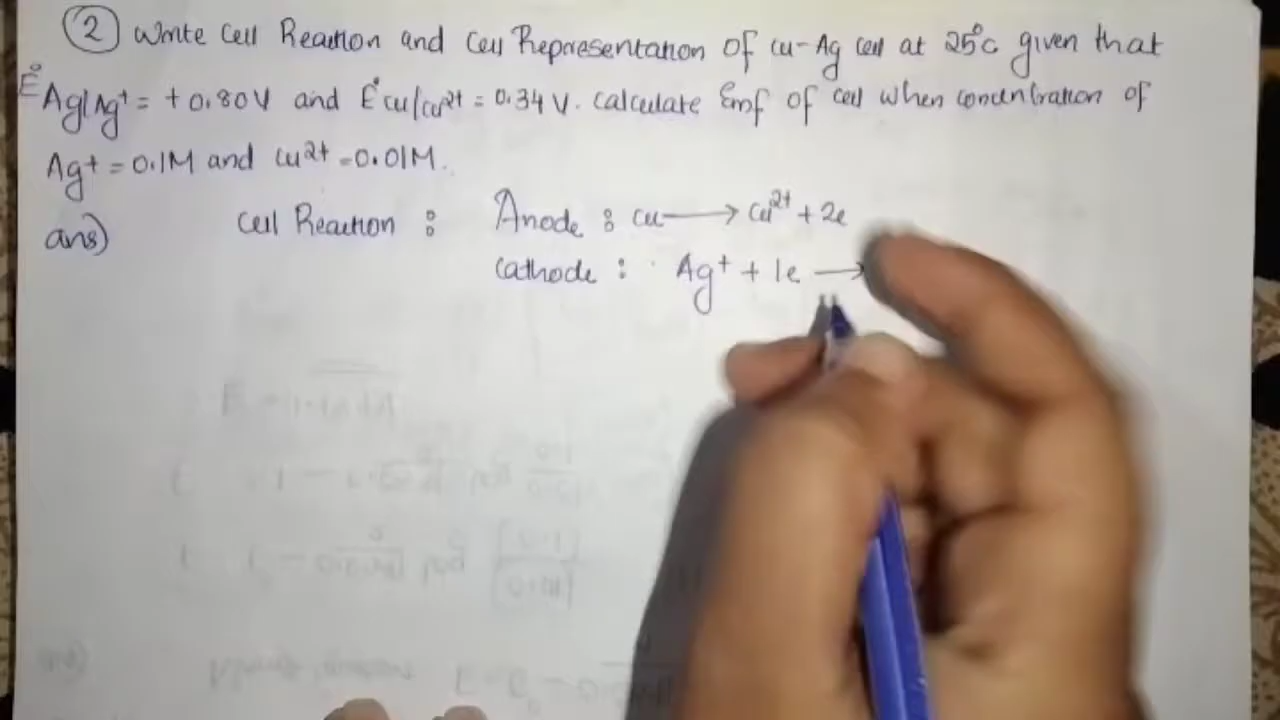 ② Write Cell Reaction and Cell Representation of Cu-Ag cell at 25°C given that
E°Ag/Ag+ = +0.80V and E°Cu/Cu2+ = 0.34 V. Calculate Emf of cell when concentration of
Ag+ = 0.1M and Cu2+ = 0.01M.
ans) Cell Reaction : Anode : Cu → Cu2+ + 2e
Cathode : Ag+ + 1e →